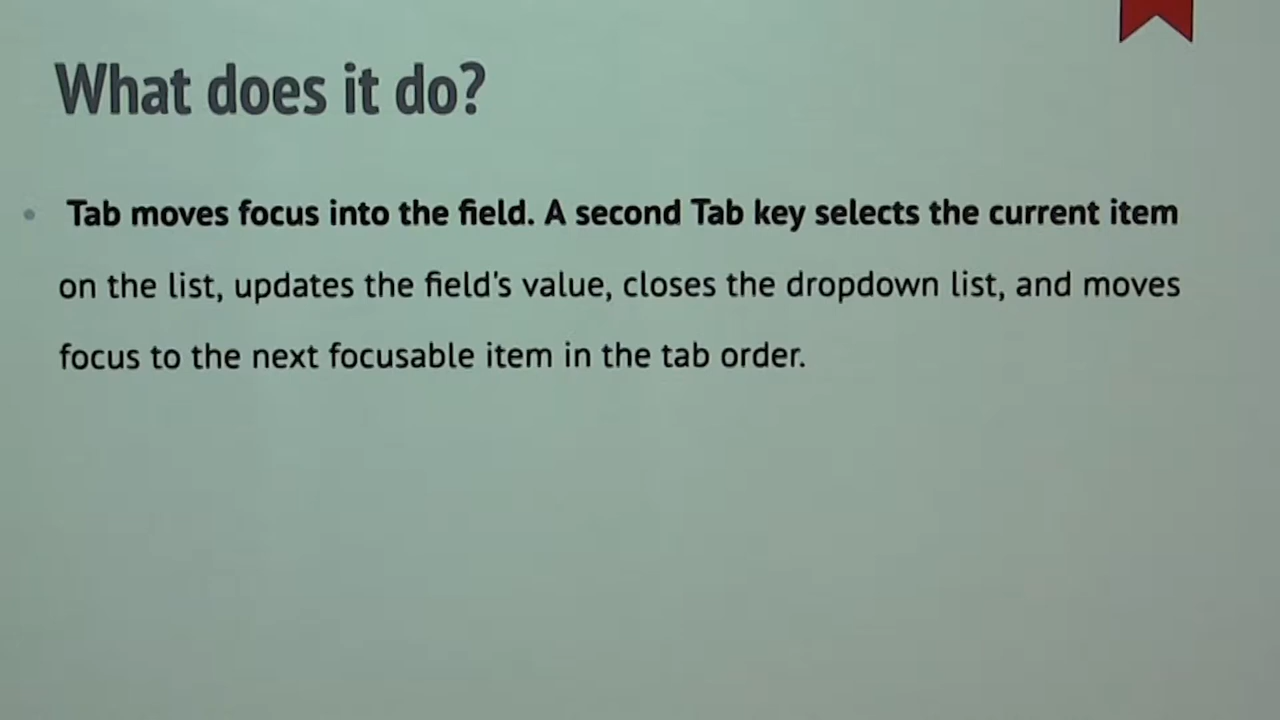 What does it do?
• Tab moves focus into the field. A second Tab key selects the current item
on the list, updates the field's value, closes the dropdown list, and moves
focus to the next focusable item in the tab order.